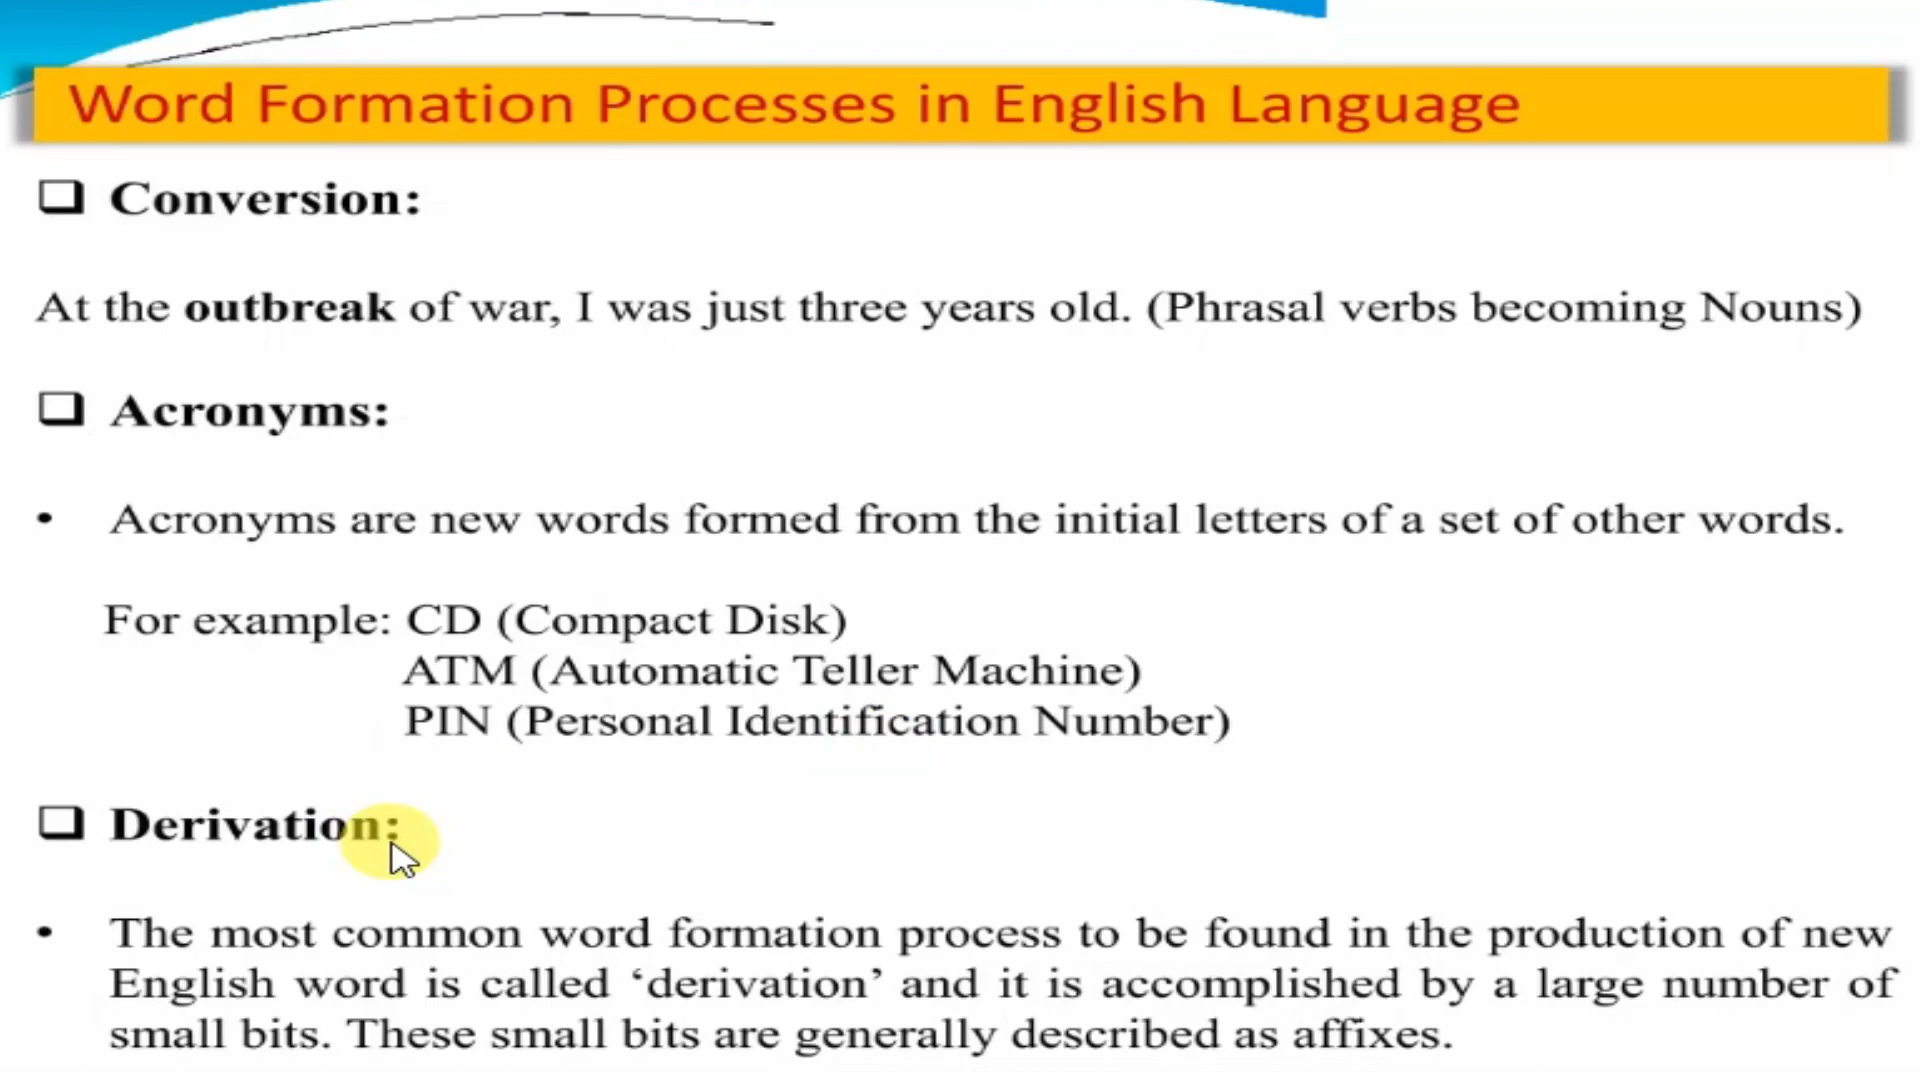 Word Formation Processes in English Language
❑ Conversion:
At the outbreak of war, I was just three years old. (Phrasal verbs becoming Nouns)
❑ Acronyms:
• Acronyms are new words formed from the initial letters of a set of other words.
For example: CD (Compact Disk)
ATM (Automatic Teller Machine)
PIN (Personal Identification Number)
❑ Derivation:
• The most common word formation process to be found in the production of new
English word is called ‘derivation’ and it is accomplished by a large number of
small bits. These small bits are generally described as affixes.